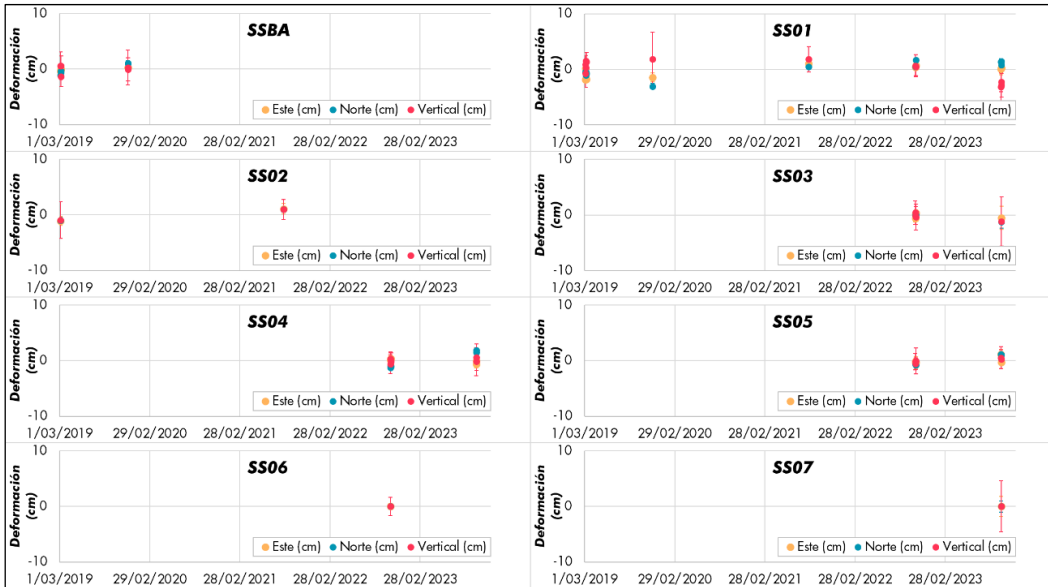 SSBA
Deformación
(cm)
10
0
-10
Este (cm) Norte (cm) Vertical (cm)
1/03/2019 29/02/2020 28/02/2021 28/02/2022 28/02/2023
SS01
Deformación
(cm)
10
0
-10
Este (cm) Norte (cm) Vertical (cm)
1/03/2019 29/02/2020 28/02/2021 28/02/2022 28/02/2023
SS02
Deformación
(cm)
10
0
-10
Este (cm) Norte (cm) Vertical (cm)
1/03/2019 29/02/2020 28/02/2021 28/02/2022 28/02/2023
SS03
Deformación
(cm)
10
0
-10
Este (cm) Norte (cm) Vertical (cm)
1/03/2019 29/02/2020 28/02/2021 28/02/2022 28/02/2023
SS04
Deformación
(cm)
10
0
-10
Este (cm) Norte (cm) Vertical (cm)
1/03/2019 29/02/2020 28/02/2021 28/02/2022 28/02/2023
SS05
Deformación
(cm)
10
0
-10
Este (cm) Norte (cm) Vertical (cm)
1/03/2019 29/02/2020 28/02/2021 28/02/2022 28/02/2023
SS06
Deformación
(cm)
10
0
-10
Este (cm) Norte (cm) Vertical (cm)
1/03/2019 29/02/2020 28/02/2021 28/02/2022 28/02/2023
SS07
Deformación
(cm)
10
0
-10
Este (cm) Norte (cm) Vertical (cm)
1/03/2019 29/02/2020 28/02/2021 28/02/2022 28/02/2023